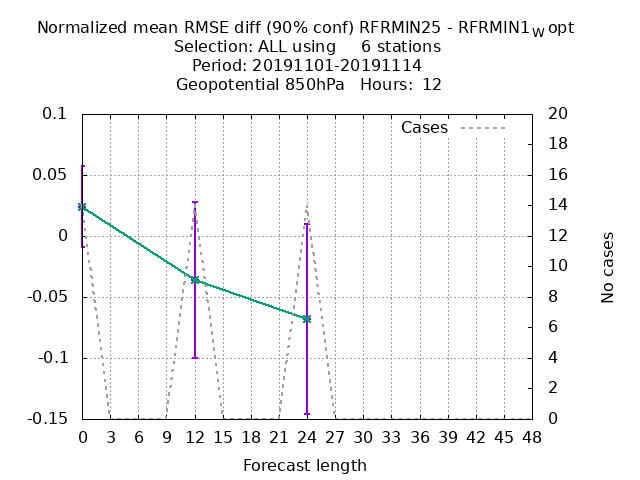 Normalized mean RMSE diff (90% conf) RFRMIN25 - RFRMIN1wopt
Selection: ALL using 6 stations
Period: 20191101-20191114
Geopotential 850hPa Hours: 12
Cases
0.1
0.05
0
-0.05
-0.1
-0.15
20
18
16
14
12
10
8
6
4
2
0
No cases
0 3 6 9 12 15 18 21 24 27 30 33 36 39 42 45 48
Forecast length